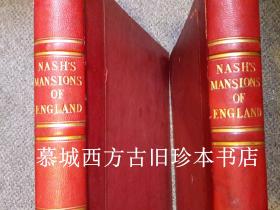 NASH'S
MANSIONS
OF
ENGLAND
NASH'S
MANSIONS
OF
ENGLAND
慕城西方古旧珍本书店